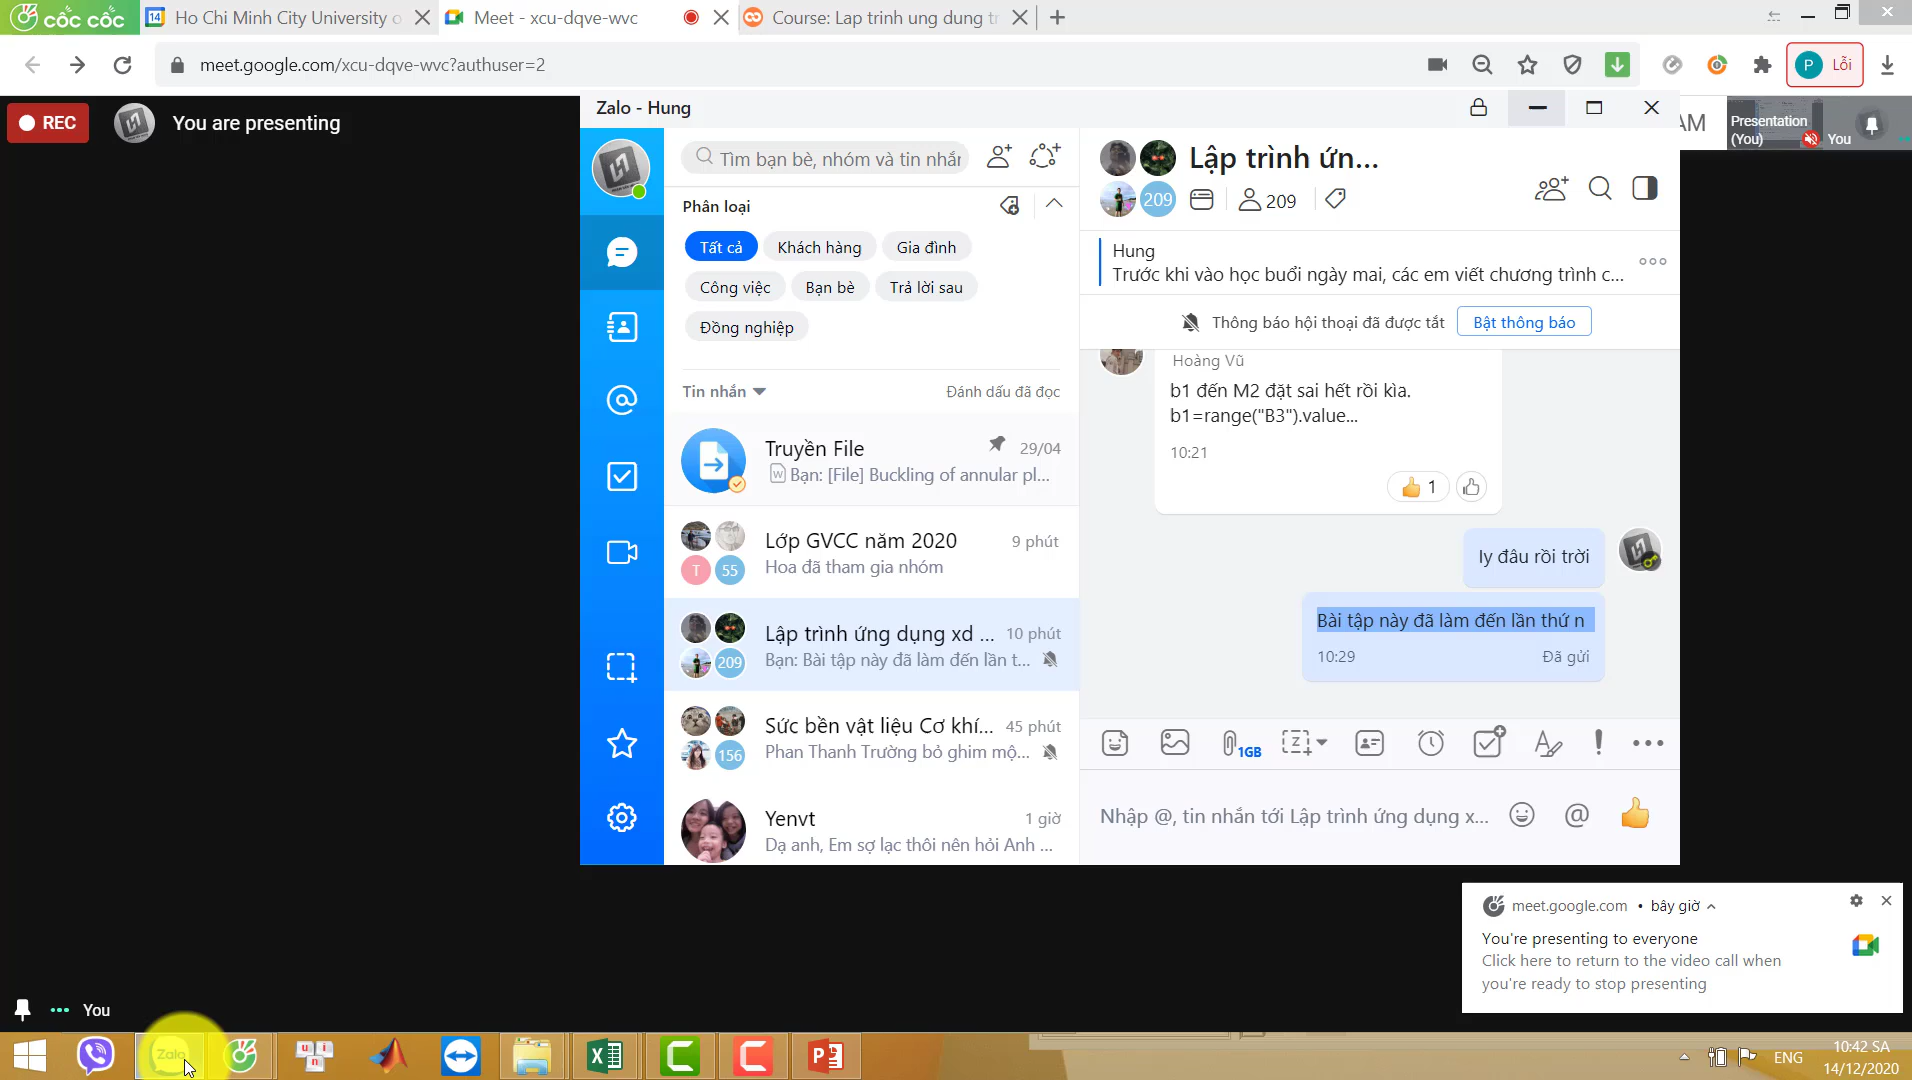 cốc cốc
Ho Chi Minh City University o
Meet - xcu-dqve-wvc
Course: Lap trinh ung dung tr
meet.google.com/xcu-dqve-wvc?authuser=2
P
Lỗi
REC
You are presenting
Zalo - Hung
AM
Presentation
(You)
You
Tìm bạn bè, nhóm và tin nhắn
Phân loại
Tất cả
Khách hàng
Gia đình
Công việc
Bạn bè
Trả lời sau
Đồng nghiệp
Tin nhắn
Đánh dấu đã đọc
Truyền File
29/04
Bạn: [File] Buckling of annular pl...
Lớp GVCC năm 2020
9 phút
T
55
Hoa đã tham gia nhóm
Lập trình ứng dụng xd ...
10 phút
209
Bạn: Bài tập này đã làm đến lần t...
Sức bền vật liệu Cơ khí...
45 phút
156
Phan Thanh Trường bỏ ghim mộ...
Yenvt
1 giờ
Dạ anh, Em sợ lạc thôi nên hỏi Anh ...
Lập trình ứn...
209
209
Hung
Trước khi vào học buổi ngày mai, các em viết chương trình c...
Thông báo hội thoại đã được tắt
Bật thông báo
Hoàng Vũ
b1 đến M2 đặt sai hết rồi kìa.
b1=range("B3").value...
10:21
1
ly đâu rồi trời
Bài tập này đã làm đến lần thứ n
10:29
Đã gửi
1GB
Nhập @, tin nhắn tới Lập trình ứng dụng x...
meet.google.com • bây giờ
You're presenting to everyone
Click here to return to the video call when
you're ready to stop presenting
You
Zalo
ENG
10:42 SA
14/12/2020